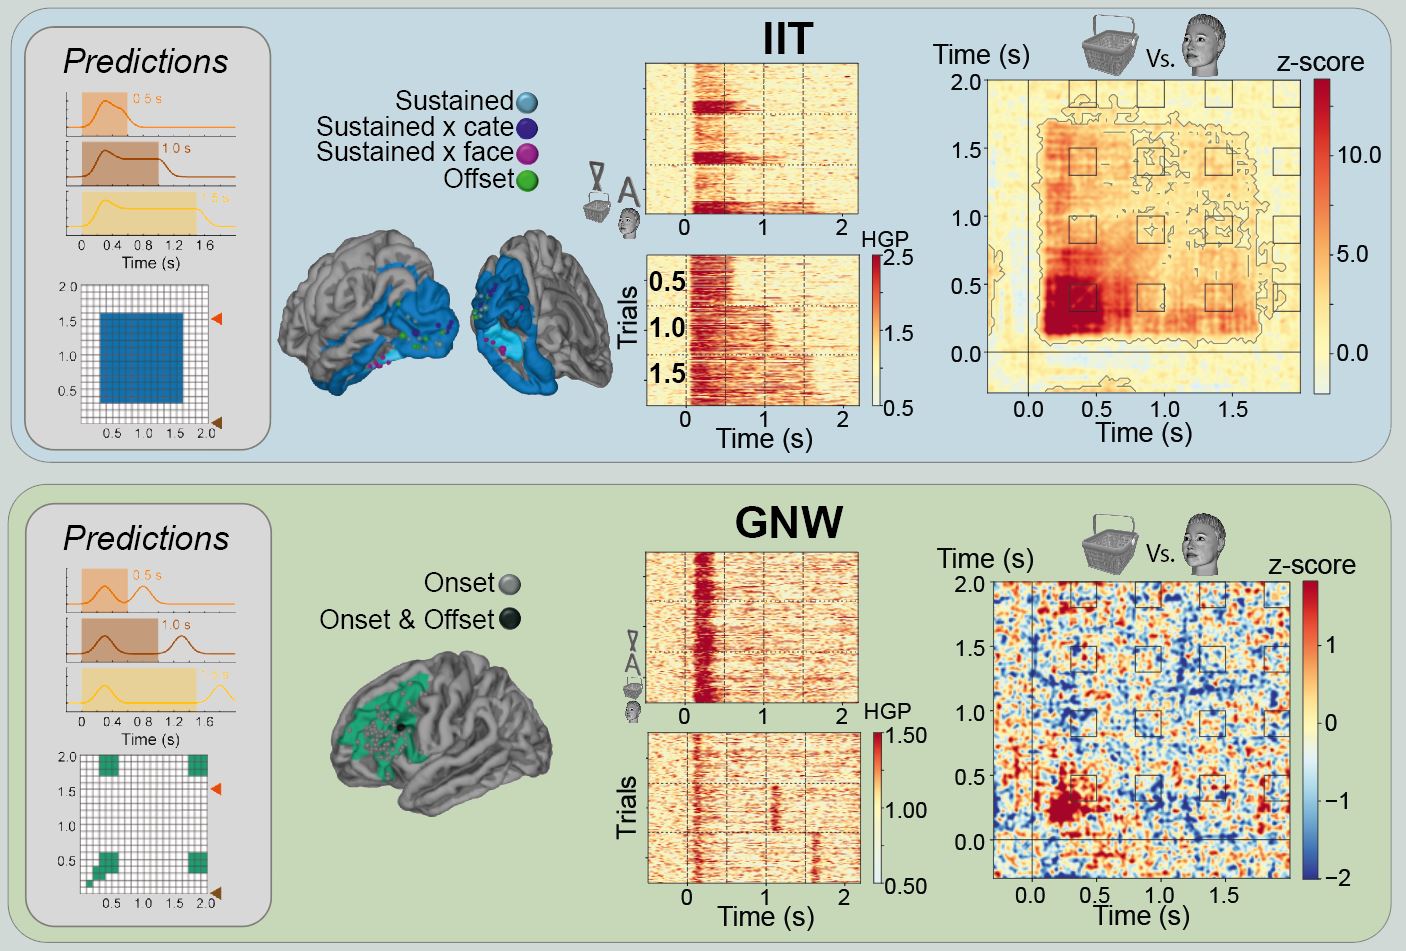 IIT
Predictions
0.5 s
1.0 s
1.5 s
0 0.4 0.8 1.2 1.6
Time (s)
2.0
1.5
1.0
0.5
0.5 1.0 1.5 2.0
Sustained
Sustained x cate
Sustained x face
Offset
0 1 2
HGP
2.5
1.5
0.5
Trials
0.5
1.0
1.5
0 1 2
Time (s)
Vs.
Time (s)
2.0
1.5
1.0
0.5
0.0
0.0 0.5 1.0 1.5
Time (s)
z-score
10.0
5.0
0.0
GNW
Predictions
0.5 s
1.0 s
0 0.4 0.8 1.2 1.6
Time (s)
2.0
1.5
1.0
0.5
0.5 1.0 1.5 2.0
Onset
Onset & Offset
0 1 2
HGP
1.50
1.00
0.50
Trials
0 1 2
Time (s)
Vs.
Time (s)
2.0
1.5
1.0
0.5
0.0
0.0 0.5 1.0 1.5
Time (s)
z-score
1
0
−1
−2